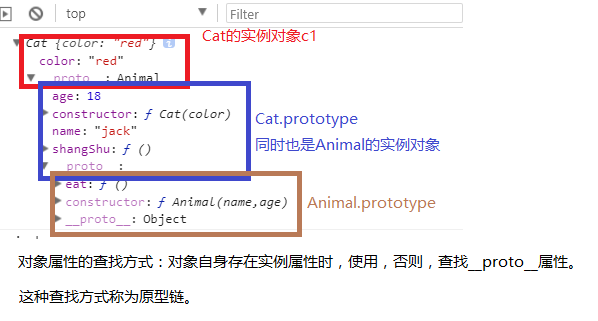 top
Filter
Cat {color: "red"}
Cat的实例对象c1
color: "red"
__proto__: Animal
age: 18
constructor: ƒ Cat(color)
Cat.prototype
name: "jack"
同时也是Animal的实例对象
shangShu: ƒ ()
__proto__:
eat: ƒ ()
constructor: ƒ Animal(name,age)
Animal.prototype
__proto__: Object
对象属性的查找方式：对象自身存在实例属性时，使用，否则，查找__proto__属性。
这种查找方式称为原型链。